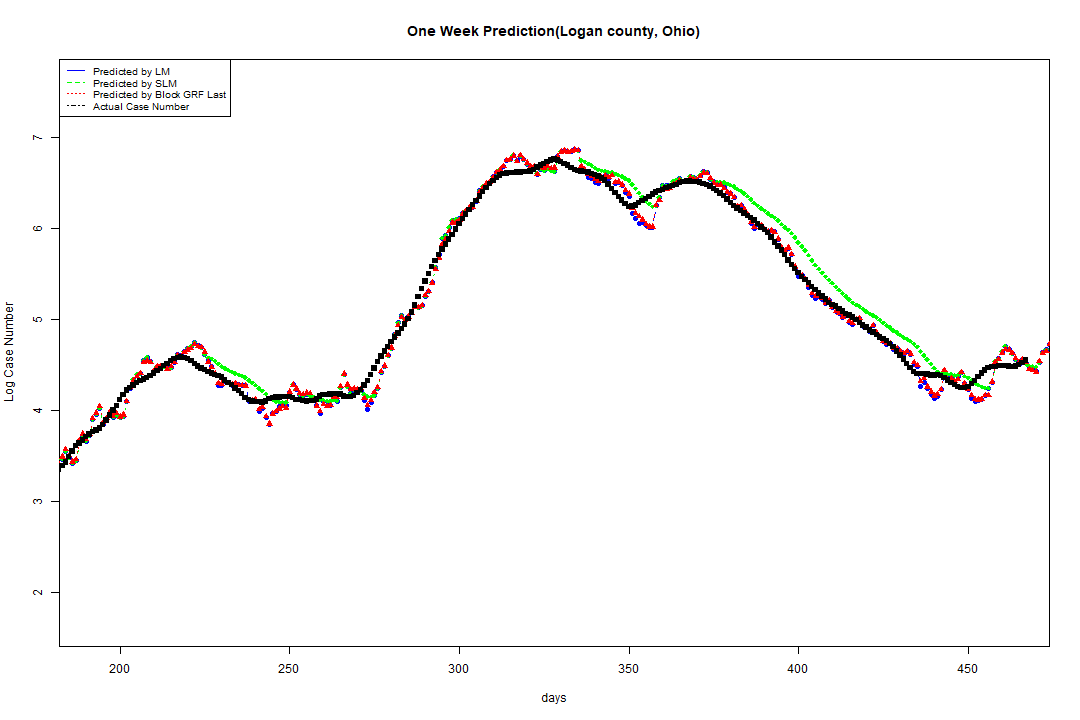 One Week Prediction(Logan county, Ohio)
Predicted by LM
Predicted by SLM
Predicted by Block GRF Last
Actual Case Number
7
6
5
4
3
2
Log Case Number
200 250 300 350 400 450
days